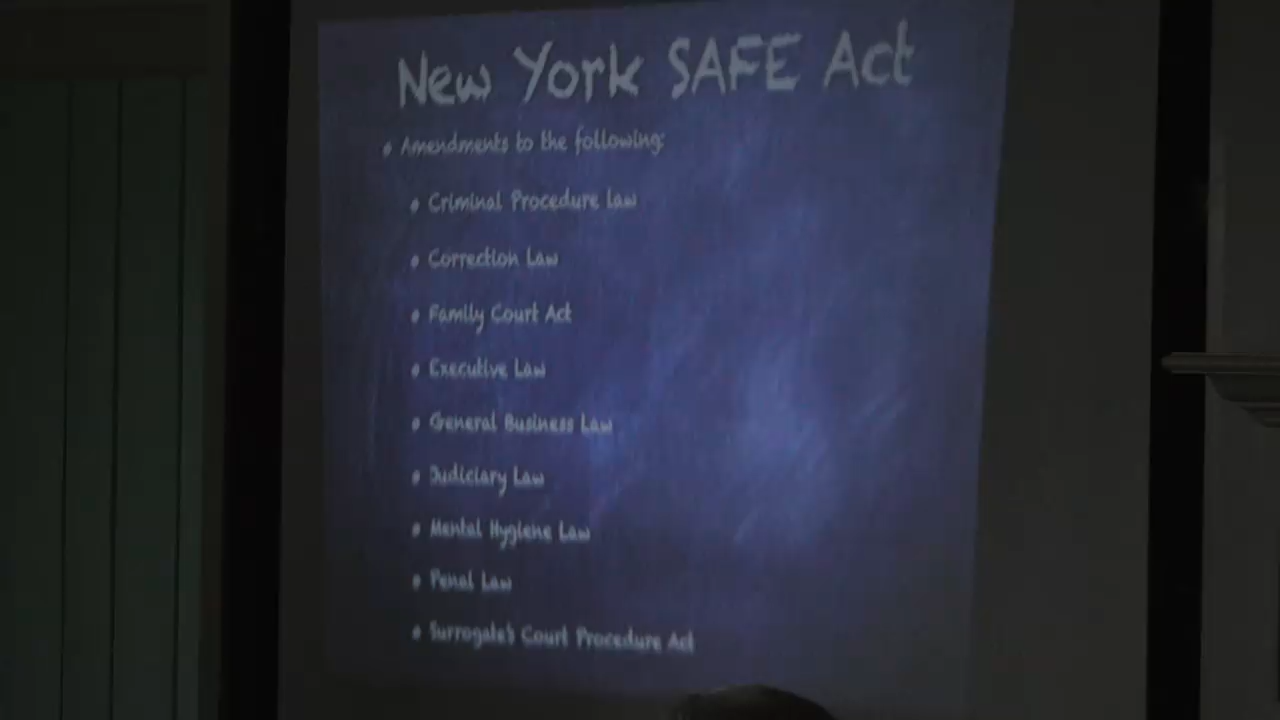 New York SAFE Act
• Amendments to the following:
• Criminal Procedure Law
• Correction Law
• Family Court Act
• Executive Law
• General Business Law
• Judiciary Law
• Mental Hygiene Law
• Penal Law
• Surrogate's Court Procedure Act